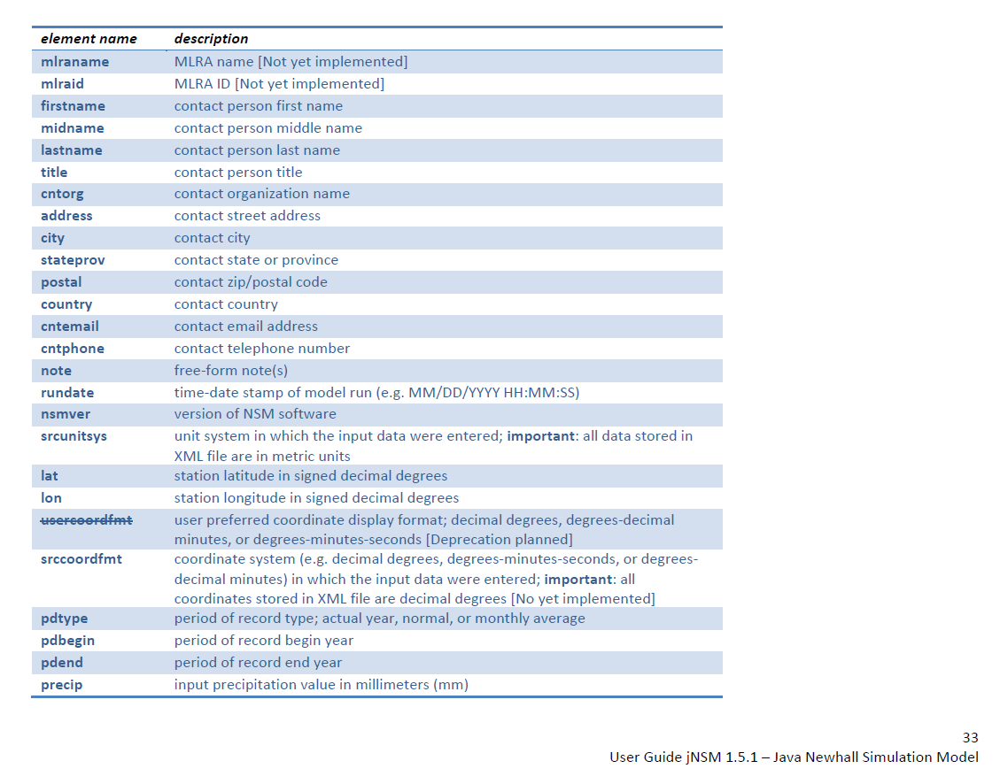 element name description
mlraname MLRA name [Not yet implemented]
mlraid MLRA ID [Not yet implemented]
firstname contact person first name
midname contact person middle name
lastname contact person last name
title contact person title
cntorg contact organization name
address contact street address
city contact city
stateprov contact state or province
postal contact zip/postal code
country contact country
cntemail contact email address
cntphone contact telephone number
note free-form note(s)
rundate time-date stamp of model run (e.g. MM/DD/YYYY HH:MM:SS)
nsmver version of NSM software
srcunitsys unit system in which the input data were entered; important: all data stored in
XML file are in metric units
lat station latitude in signed decimal degrees
lon station longitude in signed decimal degrees
usercoordfmt user preferred coordinate display format; decimal degrees, degrees-decimal
minutes, or degrees-minutes-seconds [Deprecation planned]
srccoordfmt coordinate system (e.g. decimal degrees, degrees-minutes-seconds, or degrees-
decimal minutes) in which the input data were entered; important: all
coordinates stored in XML file are decimal degrees [No yet implemented]
pdtype period of record type; actual year, normal, or monthly average
pdbegin period of record begin year
pdend period of record end year
precip input precipitation value in millimeters (mm)
33
User Guide jNSM 1.5.1 – Java Newhall Simulation Model